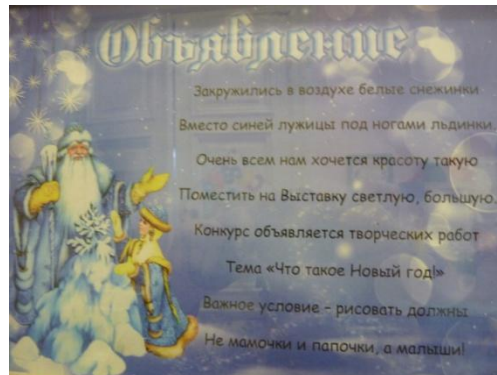 Объявление
Закружились в воздухе белые снежинки
Вместо синей лужицы под ногами льдинки.
Очень всем нам хочется красоту такую
Поместить на Выставку светлую, большую.
Конкурс объявляется творческих работ
Тема «Что такое Новый год!»
Важное условие – рисовать должны
Не мамочки и папочки, а малыши!